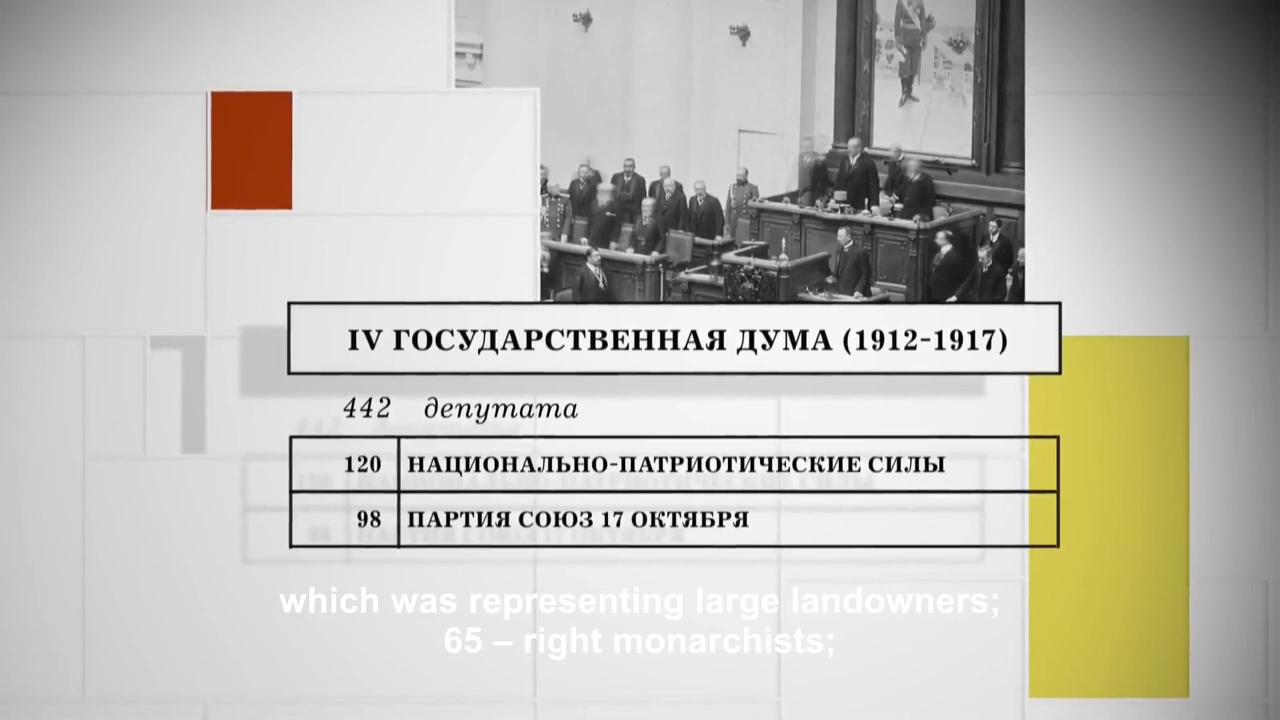 IV ГОСУДАРСТВЕННАЯ ДУМА (1912-1917)
442 депутата
120 НАЦИОНАЛЬНО-ПАТРИОТИЧЕСКИЕ СИЛЫ
98 ПАРТИЯ СОЮЗ 17 ОКТЯБРЯ
which was representing large landowners;
65 – right monarchists;